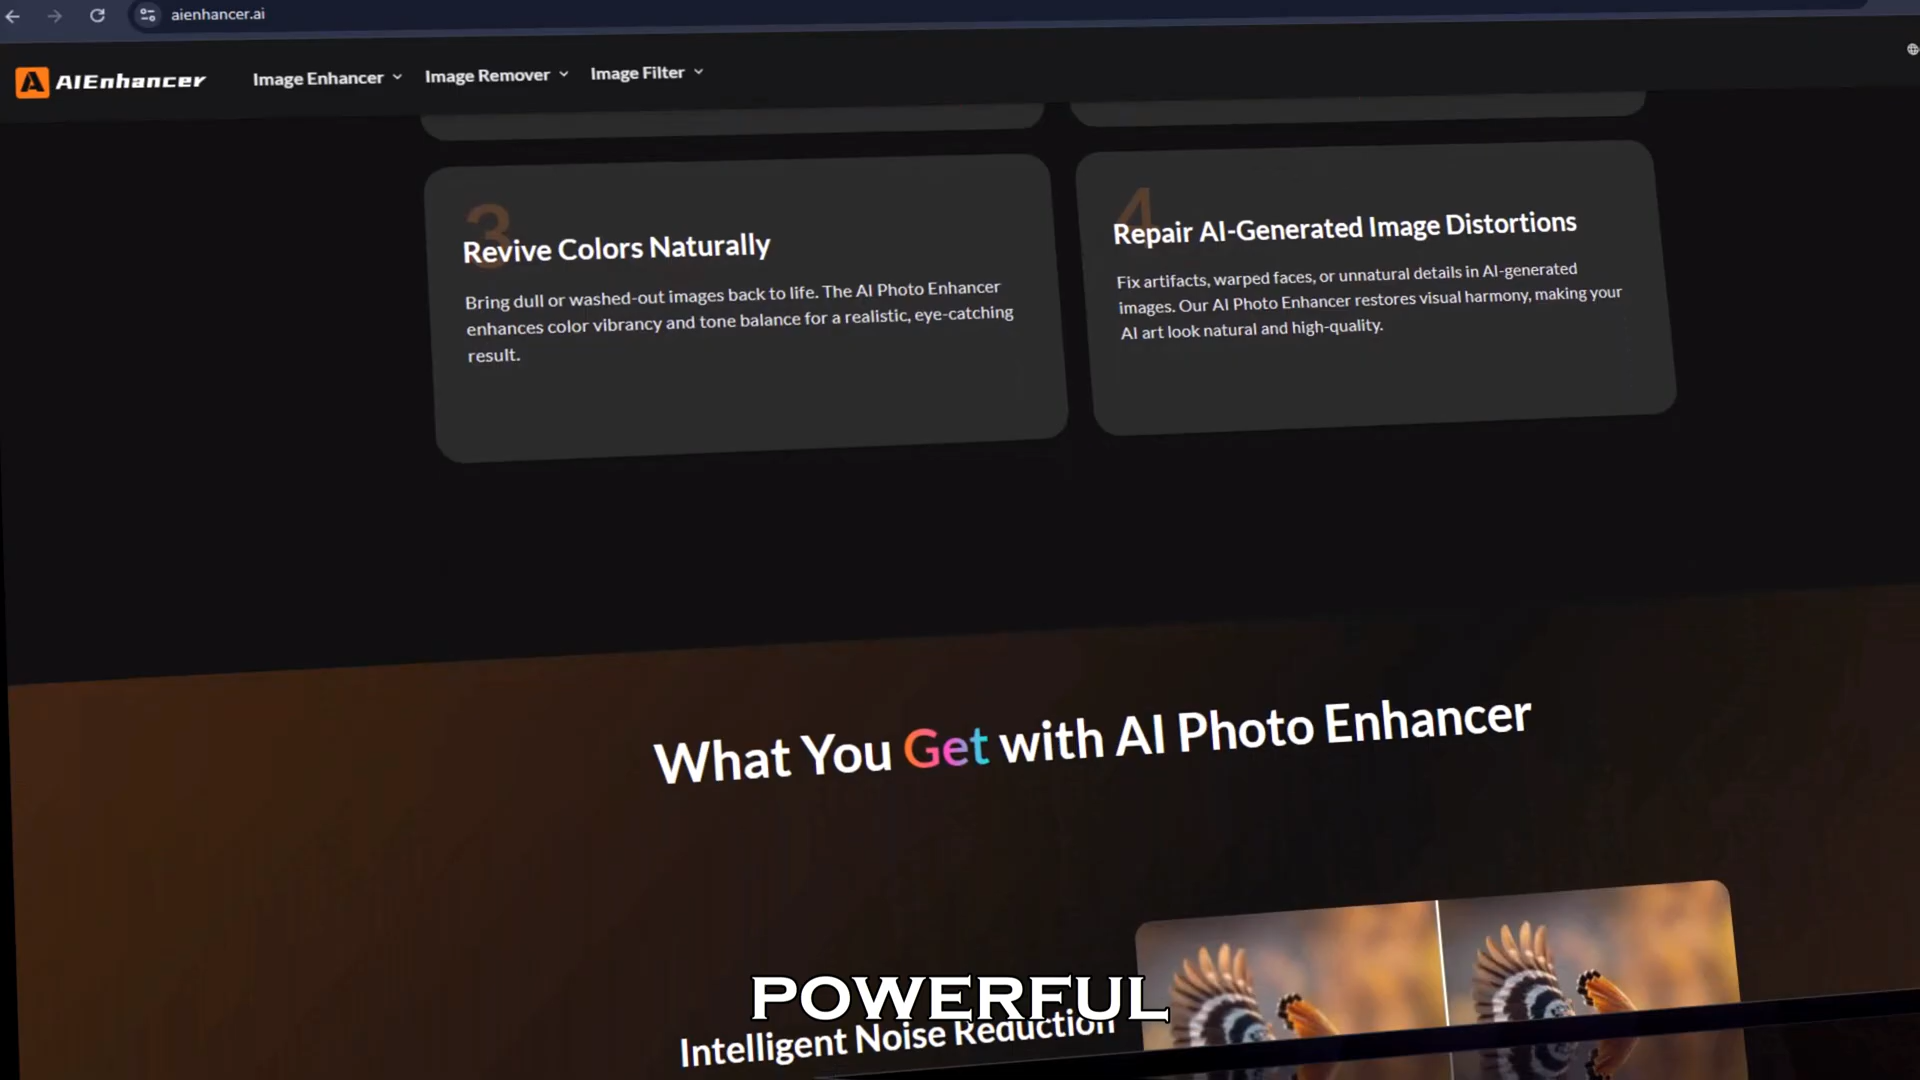 aienhancer.ai
AIEnhancer
Image Enhancer
Image Remover
Image Filter
3
Revive Colors Naturally
Bring dull or washed-out images back to life. The AI Photo Enhancer
enhances color vibrancy and tone balance for a realistic, eye-catching
result.
4
Repair AI-Generated Image Distortions
Fix artifacts, warped faces, or unnatural details in AI-generated
images. Our AI Photo Enhancer restores visual harmony, making your
AI art look natural and high-quality.
What You Get with AI Photo Enhancer
POWERFUL
Intelligent Noise Reduction